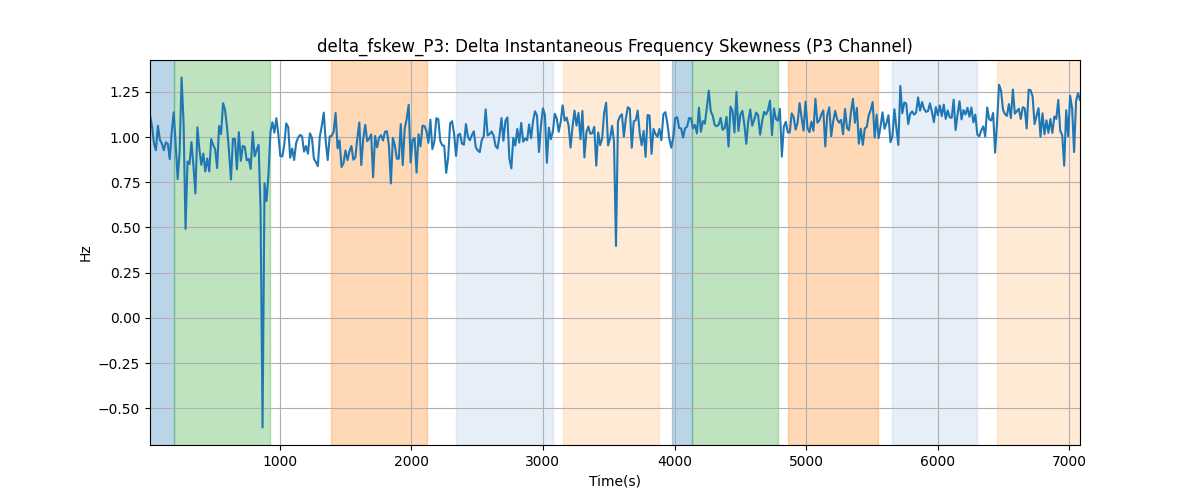 delta_fskew_P3: Delta Instantaneous Frequency Skewness (P3 Channel)
1.25
1.00
0.75
0.50
0.25
0.00
−0.25
−0.50
Hz
1000 2000 3000 4000 5000 6000 7000
Time(s)